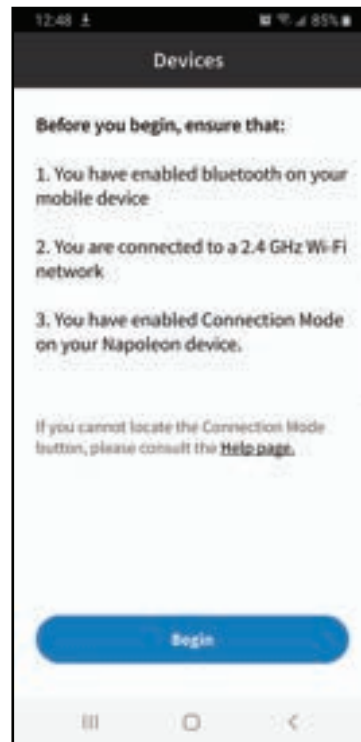 12:48
85%
Devices
Before you begin, ensure that:
1. You have enabled bluetooth on your
mobile device
2. You are connected to a 2.4 GHz Wi-Fi
network
3. You have enabled Connection Mode
on your Napoleon device.
If you cannot locate the Connection Mode
button, please consult the Help page.
Begin